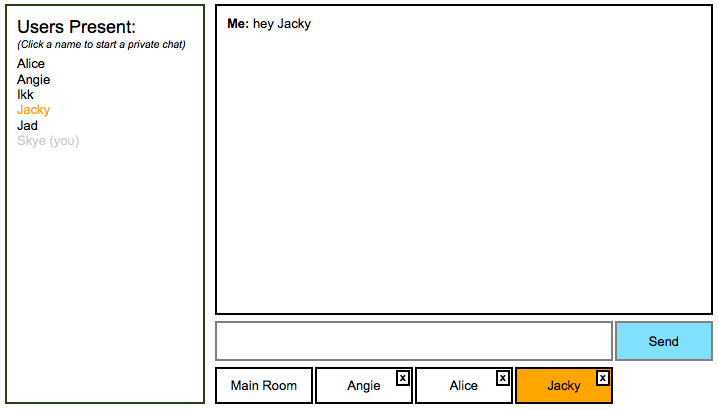 Users Present:
(Click a name to start a private chat)
Alice
Angie
Ikk
Jacky
Jad
Skye (you)
Me: hey Jacky
Send
Main Room
Angie
x
Alice
x
Jacky
x